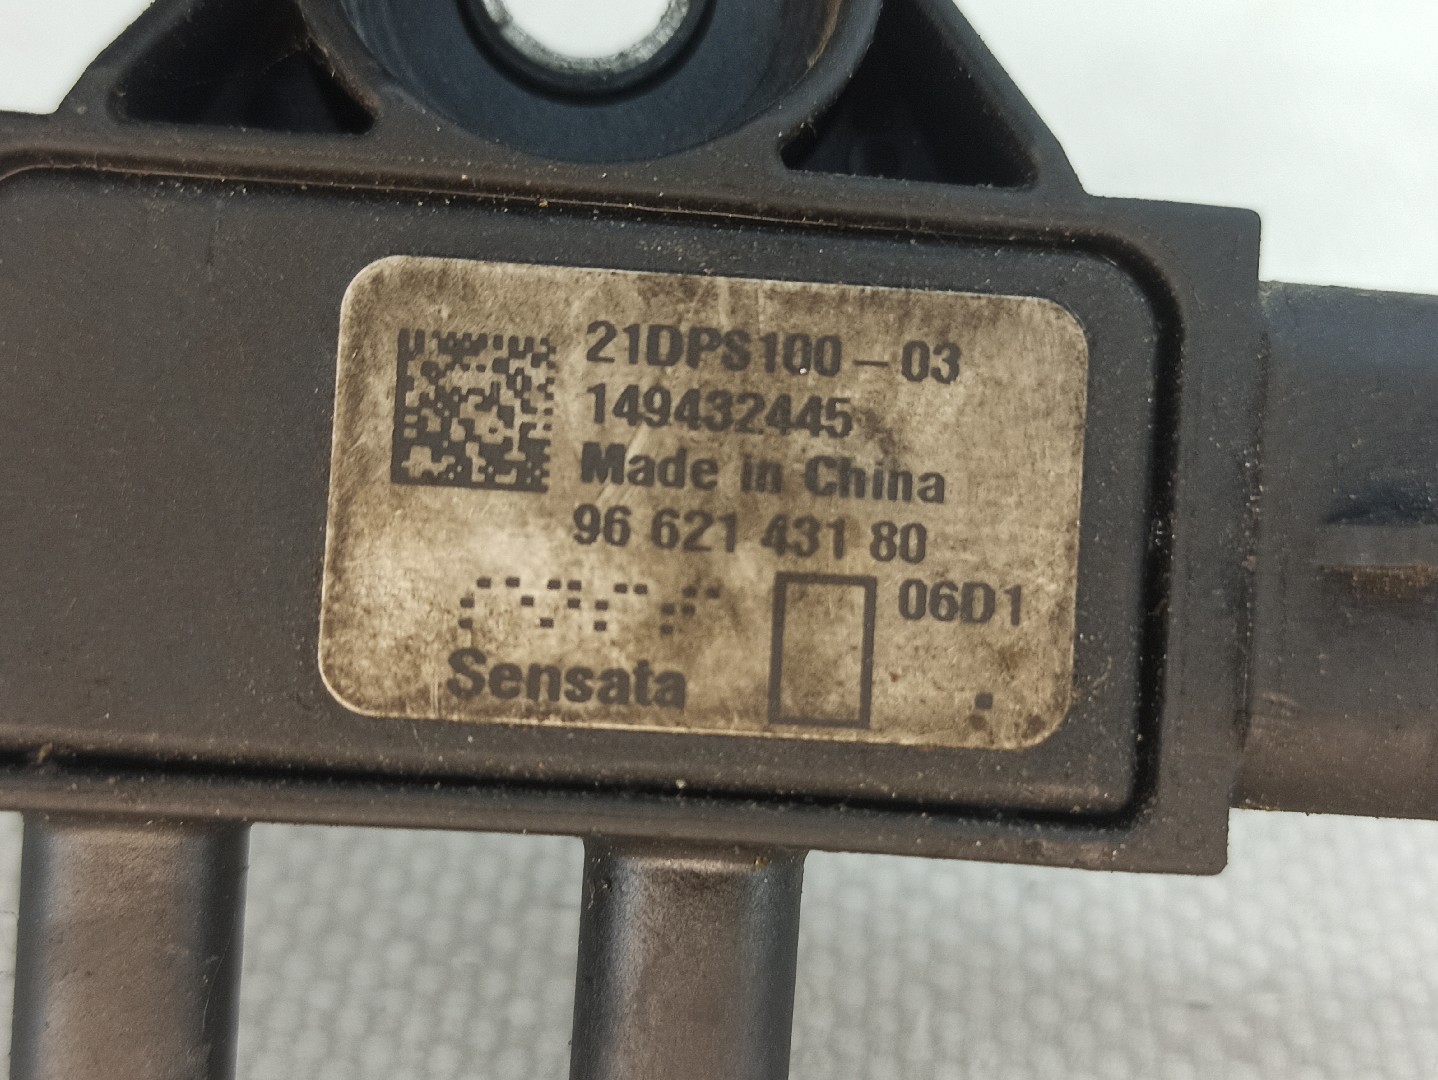 21DPS100-03
149432445
Made in China
96 621 431 80
06D1
Sensata